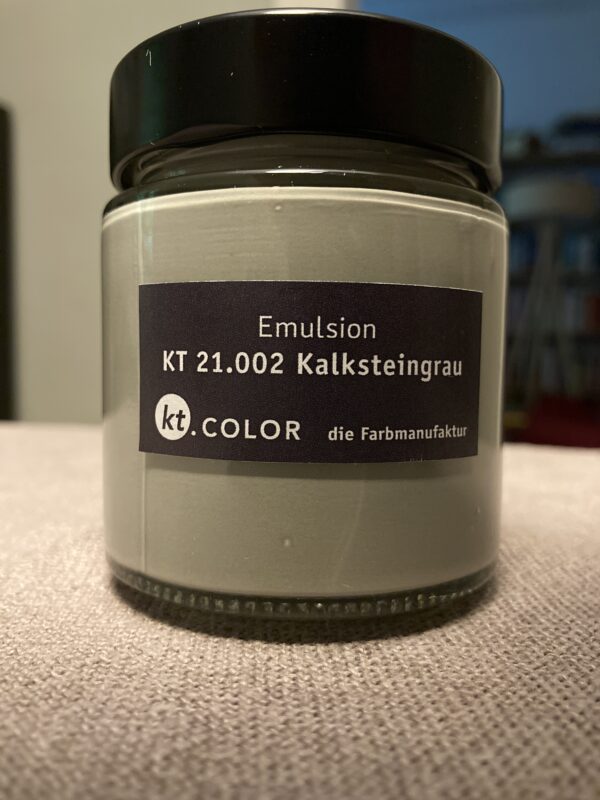 Emulsion
KT 21.002 Kalksteingrau
kt.COLOR die Farbmanufaktur